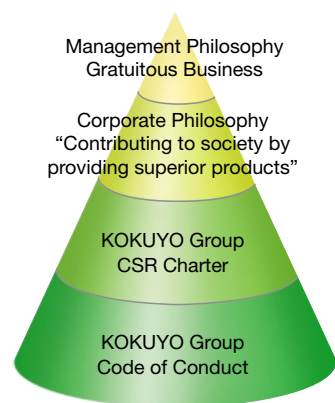 Management Philosophy
Gratuitous Business
Corporate Philosophy
“Contributing to society by
providing superior products”
KOKUYO Group
CSR Charter
KOKUYO Group
Code of Conduct